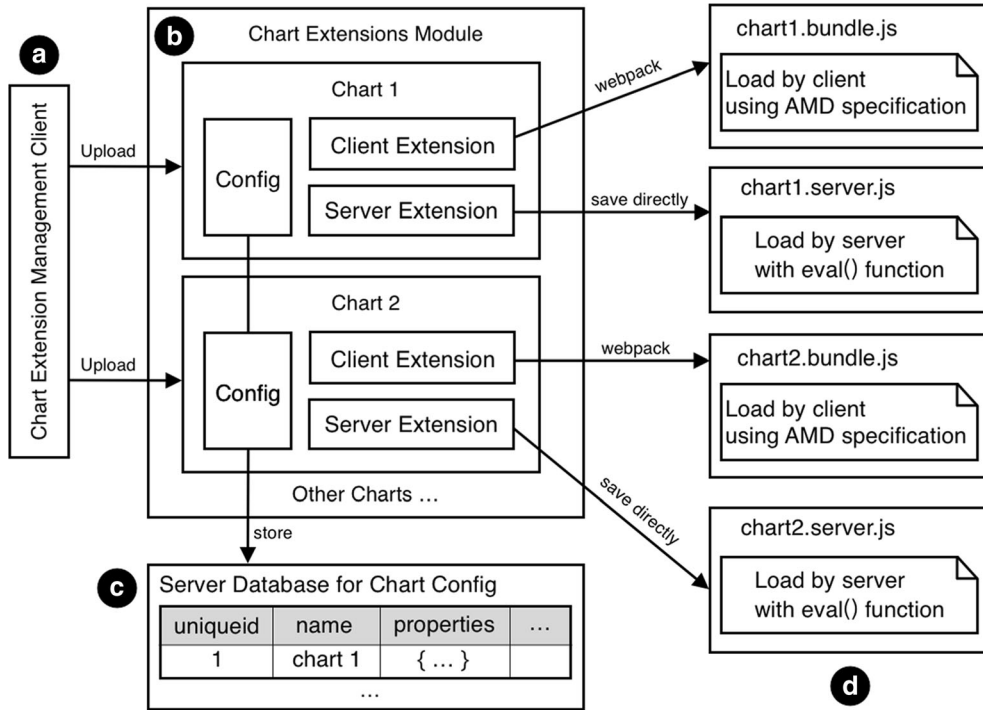 a
Chart Extension Management Client
Upload
Upload
b
Chart Extensions Module
Chart 1
Config
Client Extension
Server Extension
Chart 2
Config
Client Extension
Server Extension
Other Charts ...
webpack
save directly
webpack
save directly
store
c
Server Database for Chart Config
uniqueid name properties ...
1 chart 1 { ... }
...
chart1.bundle.js
Load by client
using AMD specification
chart1.server.js
Load by server
with eval() function
chart2.bundle.js
Load by client
using AMD specification
chart2.server.js
Load by server
with eval() function
d